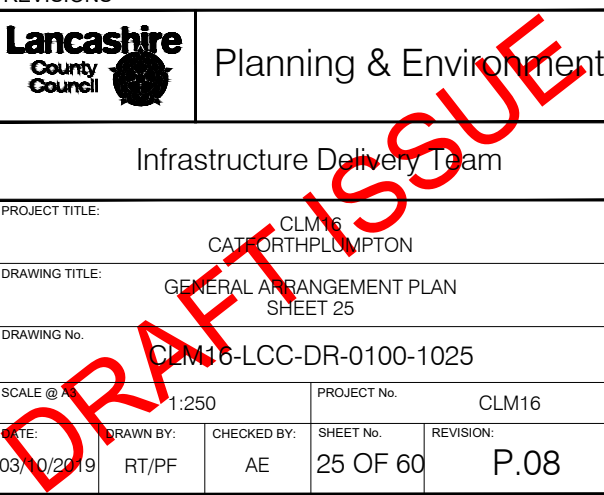 REVISIONS
Lancashire
County
Council
Planning & Environment
Infrastructure Delivery Team
PROJECT TITLE:
CLM16
CATFORTHPLUMPTON
DRAWING TITLE:
GENERAL ARRANGEMENT PLAN
SHEET 25
DRAWING No.
CLM16-LCC-DR-0100-1025
SCALE @ A3
1:250
PROJECT No.
CLM16
DATE:
03/10/2019
DRAWN BY:
RT/PF
CHECKED BY:
AE
SHEET No.
25 OF 60
REVISION:
P.08
DRAFT ISSUE